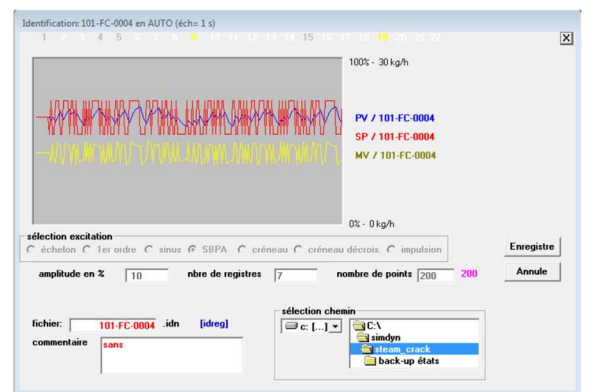 Identification: 101-FC-0004 en AUTO (éch= 1 s)
1 2 3 4 5 6 7 8 9 10 11 12 13 14 15 16 17 18 19 20 21 22
100% - 30 kg/h
PV / 101-FC-0004
SP / 101-FC-0004
MV / 101-FC-0004
0% - 0 kg/h
sélection excitation
échelon 1er ordre sinus SBPA créneau créneau décrois. impulsion
Enregistre
amplitude en % 10 nbre de registres 7 nombre de points 200 200
Annule
sélection chemin
fichier: 101-FC-0004 .idn [idreg]
c: [...]
C:\
simdyn
commentaire sans
steam_crack
back-up états